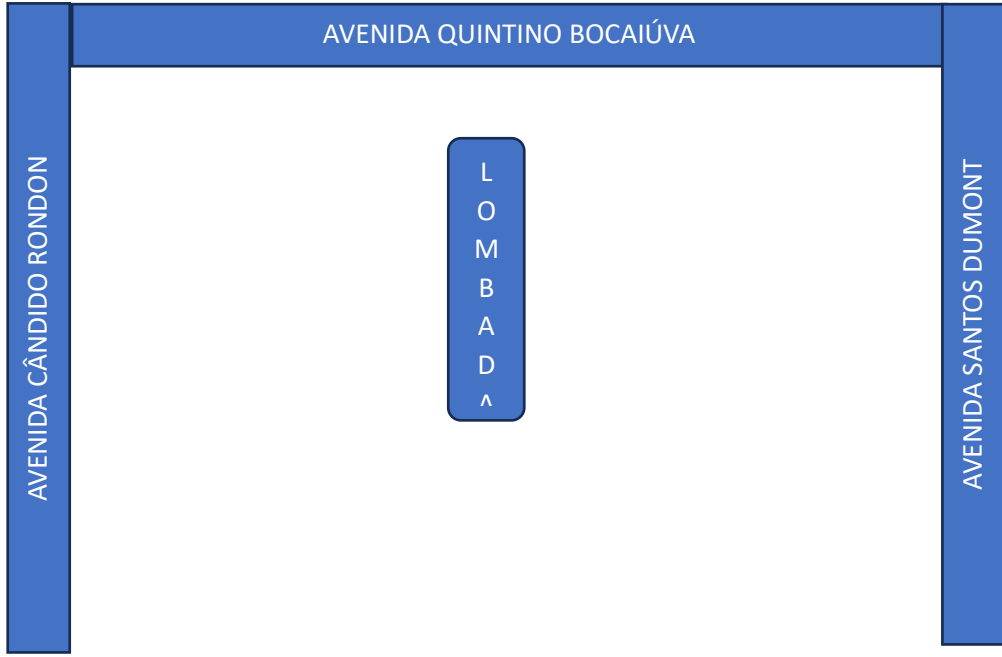 AVENIDA QUINTINO BOCAIÚVA
AVENIDA CÂNDIDO RONDON
L
O
M
B
A
D
A
AVENIDA SANTOS DUMONT